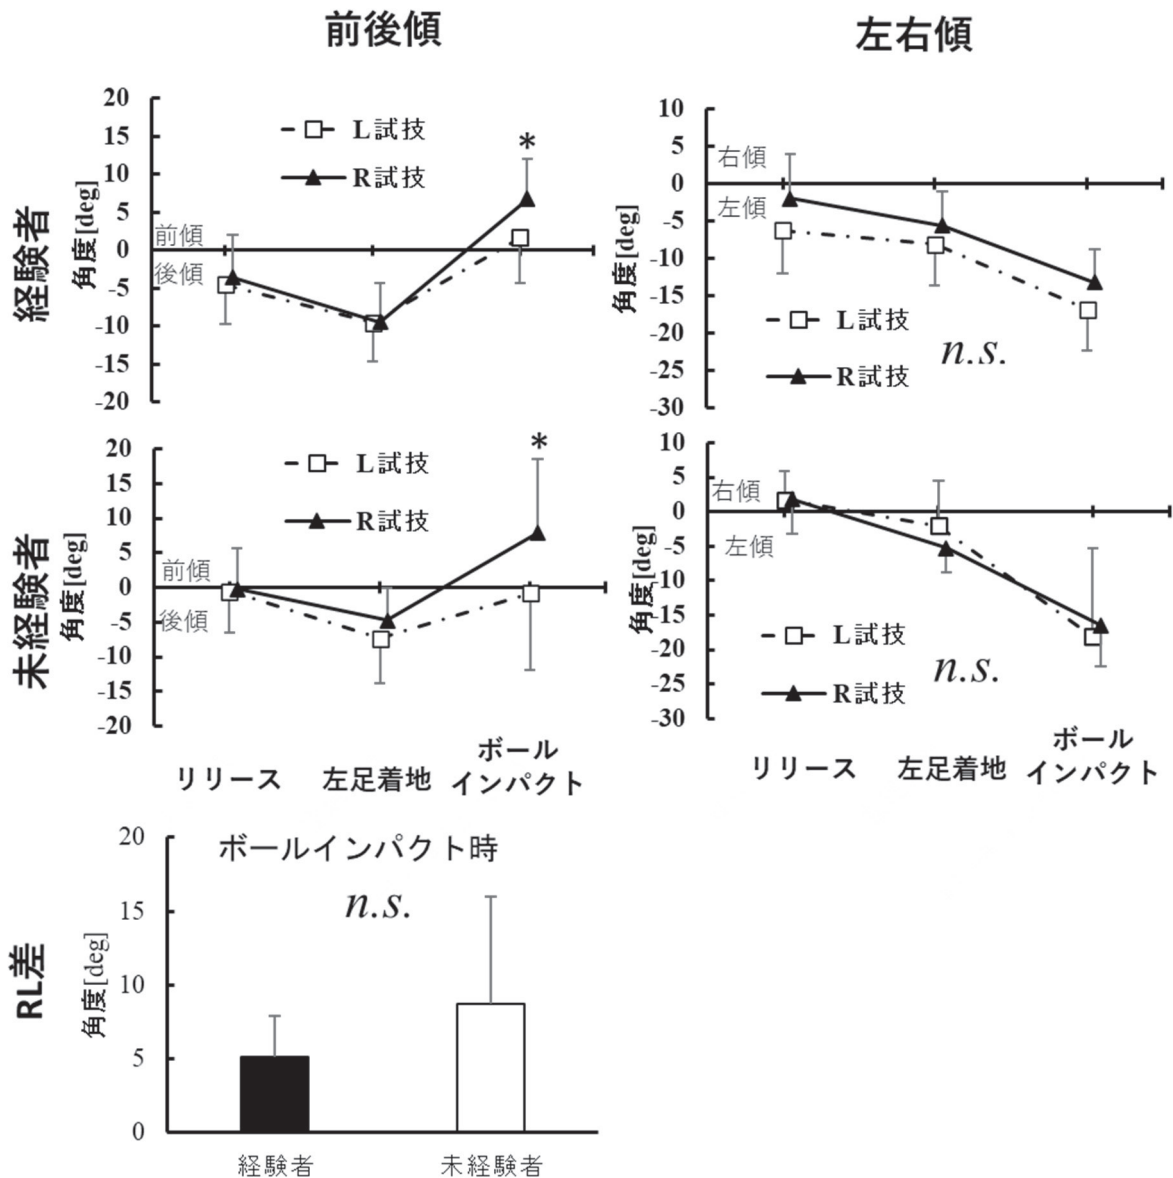 前後傾
左右傾
経験者
角度[deg]
20
15
10
5
0
-5
-10
-15
-20
前傾
後傾
L試技
R試技
*
角度[deg]
10
5
0
-5
-10
-15
-20
-25
-30
右傾
左傾
L試技
R試技
n.s.
未経験者
角度[deg]
20
15
10
5
0
-5
-10
-15
-20
前傾
後傾
L試技
R試技
*
リリース
左足着地
ボール
インパクト
角度[deg]
10
5
0
-5
-10
-15
-20
-25
-30
右傾
左傾
L試技
R試技
n.s.
リリース
左足着地
ボール
インパクト
RL差
角度[deg]
20
15
10
5
0
ボールインパクト時
n.s.
経験者
未経験者